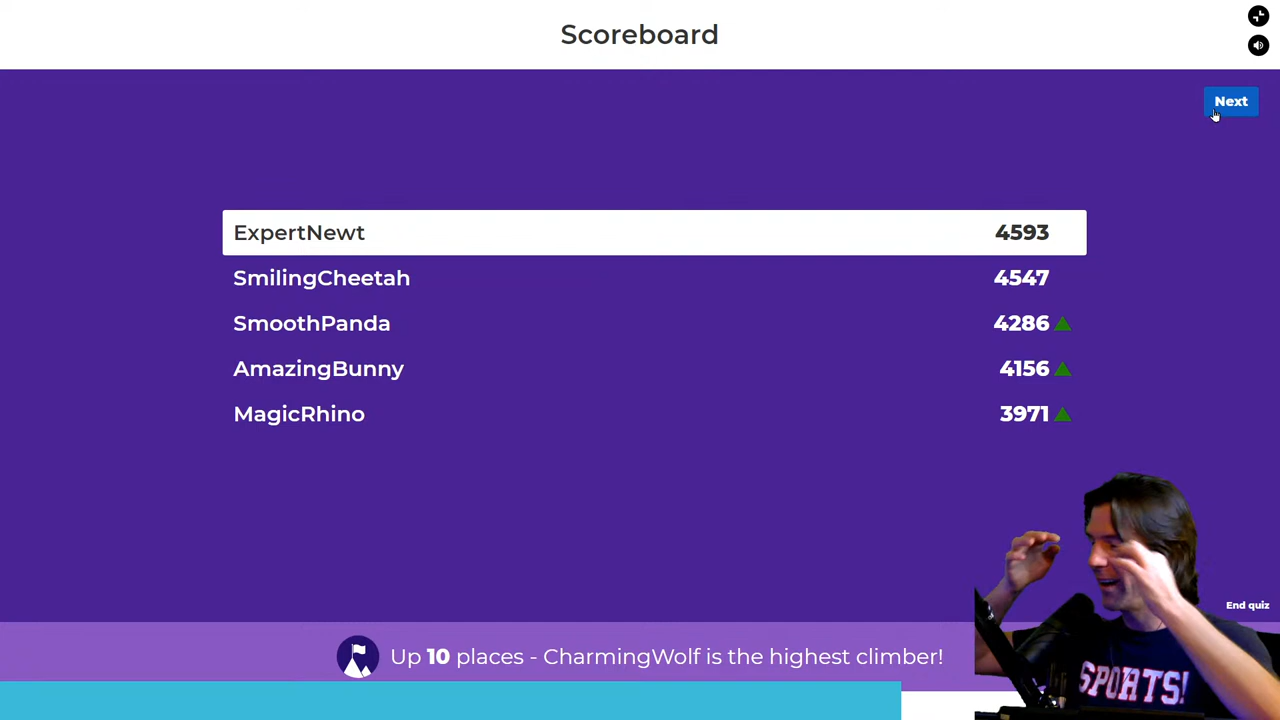 Scoreboard
Next
ExpertNewt 4593
SmilingCheetah 4547
SmoothPanda 4286
AmazingBunny 4156
MagicRhino 3971
End quiz
Up 10 places - CharmingWolf is the highest climber!
SPORTS!